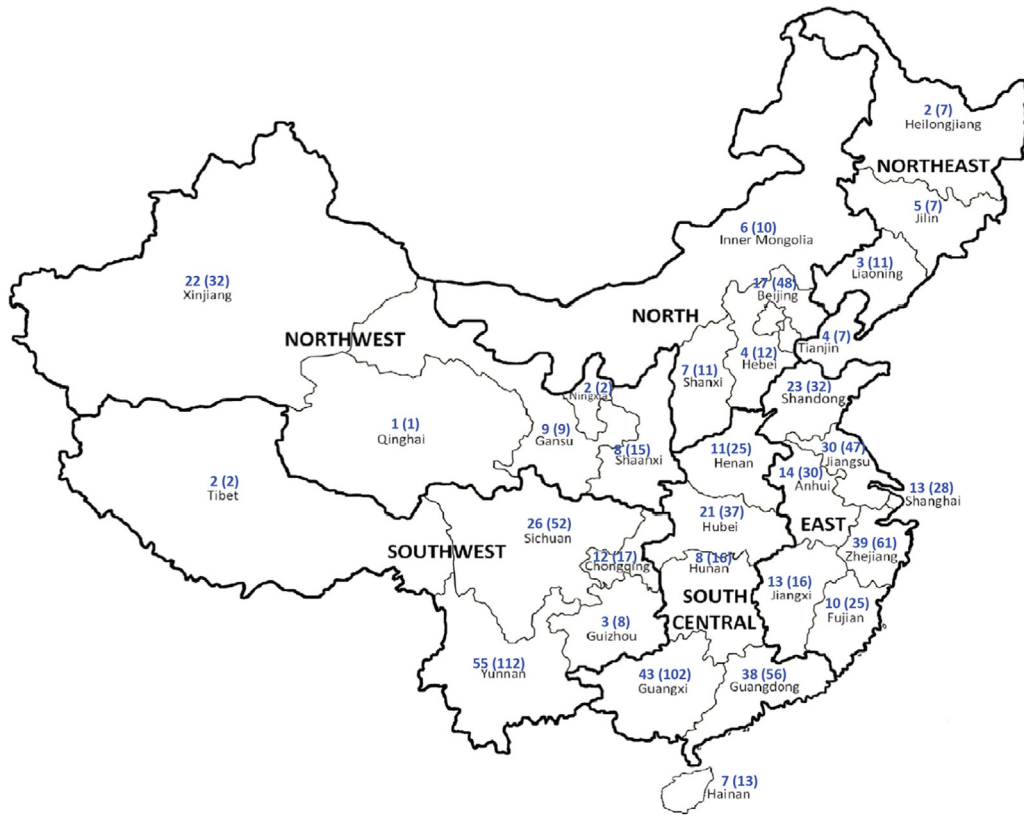 2 (7)
Heilongjiang
NORTHEAST
5 (7)
Jilin
6 (10)
Inner Mongolia
3 (11)
Liaoning
22 (32)
Xinjiang
17 (48)
Beijing
NORTH
NORTHWEST
4 (7)
Tianjin
4 (12)
Hebei
7 (11)
Shanxi
2 (2)
Ningxia
23 (32)
Shandong
1 (1)
Qinghai
9 (9)
Gansu
8 (15)
Shaanxi
11(25)
Henan
30 (47)
Jiangsu
14 (30)
Anhui
2 (2)
Tibet
13 (28)
Shanghai
21 (37)
Hubei
26 (52)
Sichuan
EAST
39 (61)
Zhejiang
SOUTHWEST
12 (17)
Chongqing
8 (16)
Hunan
13 (16)
Jiangxi
SOUTH
CENTRAL
10 (25)
Fujian
3 (8)
Guizhou
55 (112)
Yunnan
43 (102)
Guangxi
38 (56)
Guangdong
7 (13)
Hainan